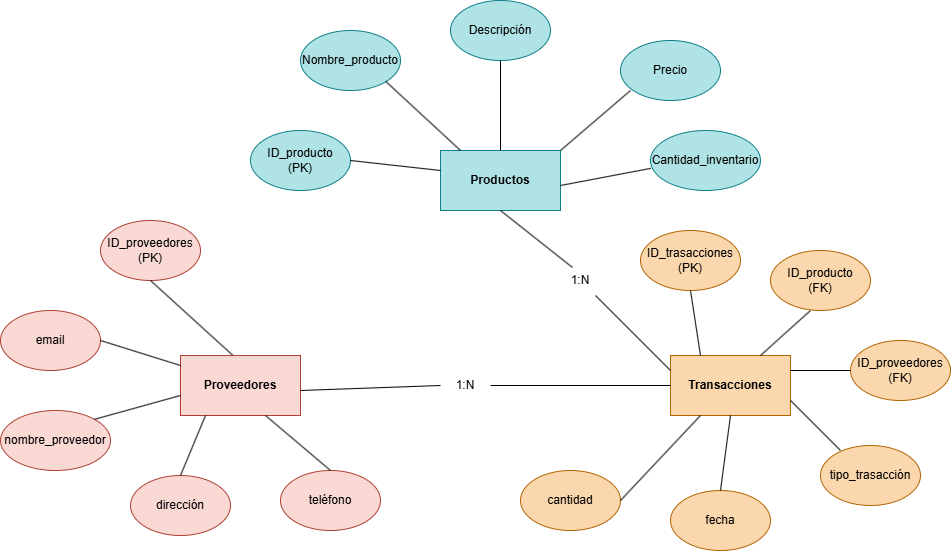 Descripción
Nombre_producto
Precio
ID_producto
(PK)
Cantidad_inventario
Productos
ID_proveedores
(PK)
ID_trasacciones
(PK)
ID_producto
(FK)
1:N
email
ID_proveedores
(FK)
Proveedores
1:N
Transacciones
nombre_proveedor
tipo_trasacción
dirección
teléfono
cantidad
fecha